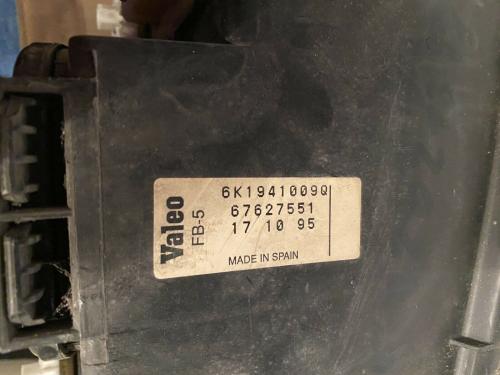 Valeo
FB-5
6K1941009Q
67627551
17 10 95
MADE IN SPAIN